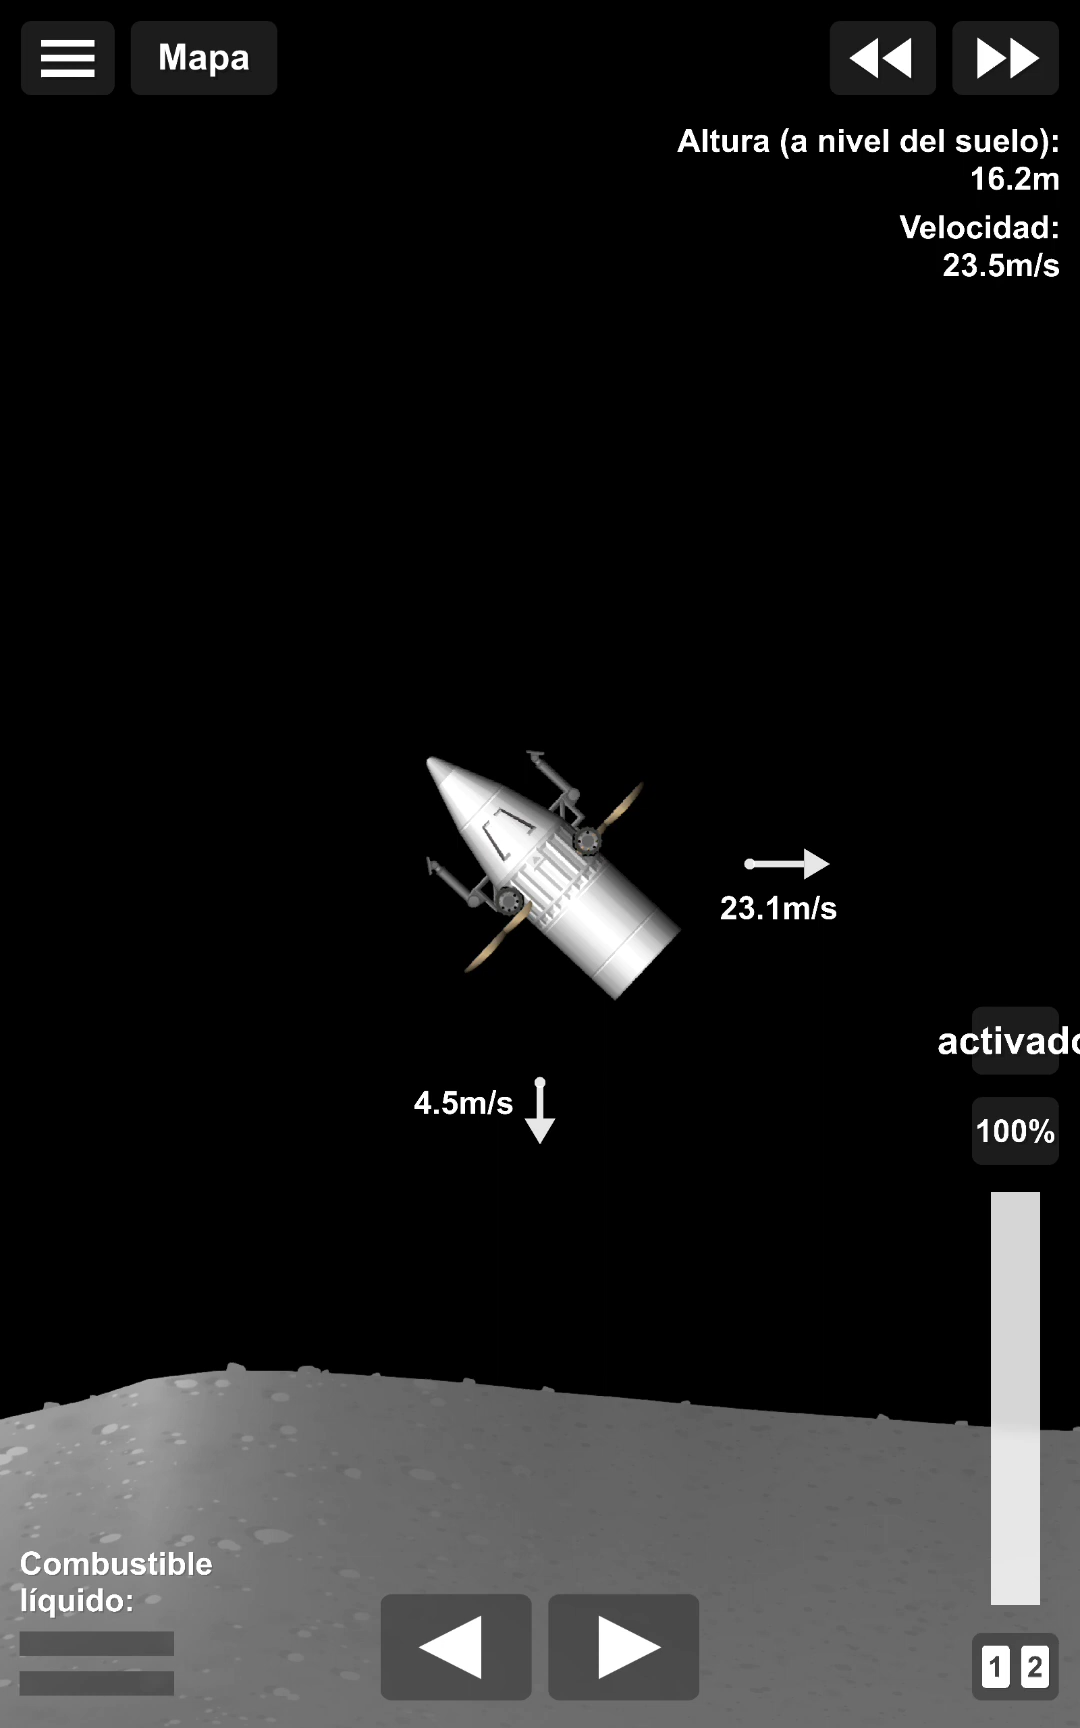 Mapa
Altura (a nivel del suelo):
16.2m
Velocidad:
23.5m/s
23.1m/s
activado
4.5m/s
100%
Combustible
líquido:
1 2